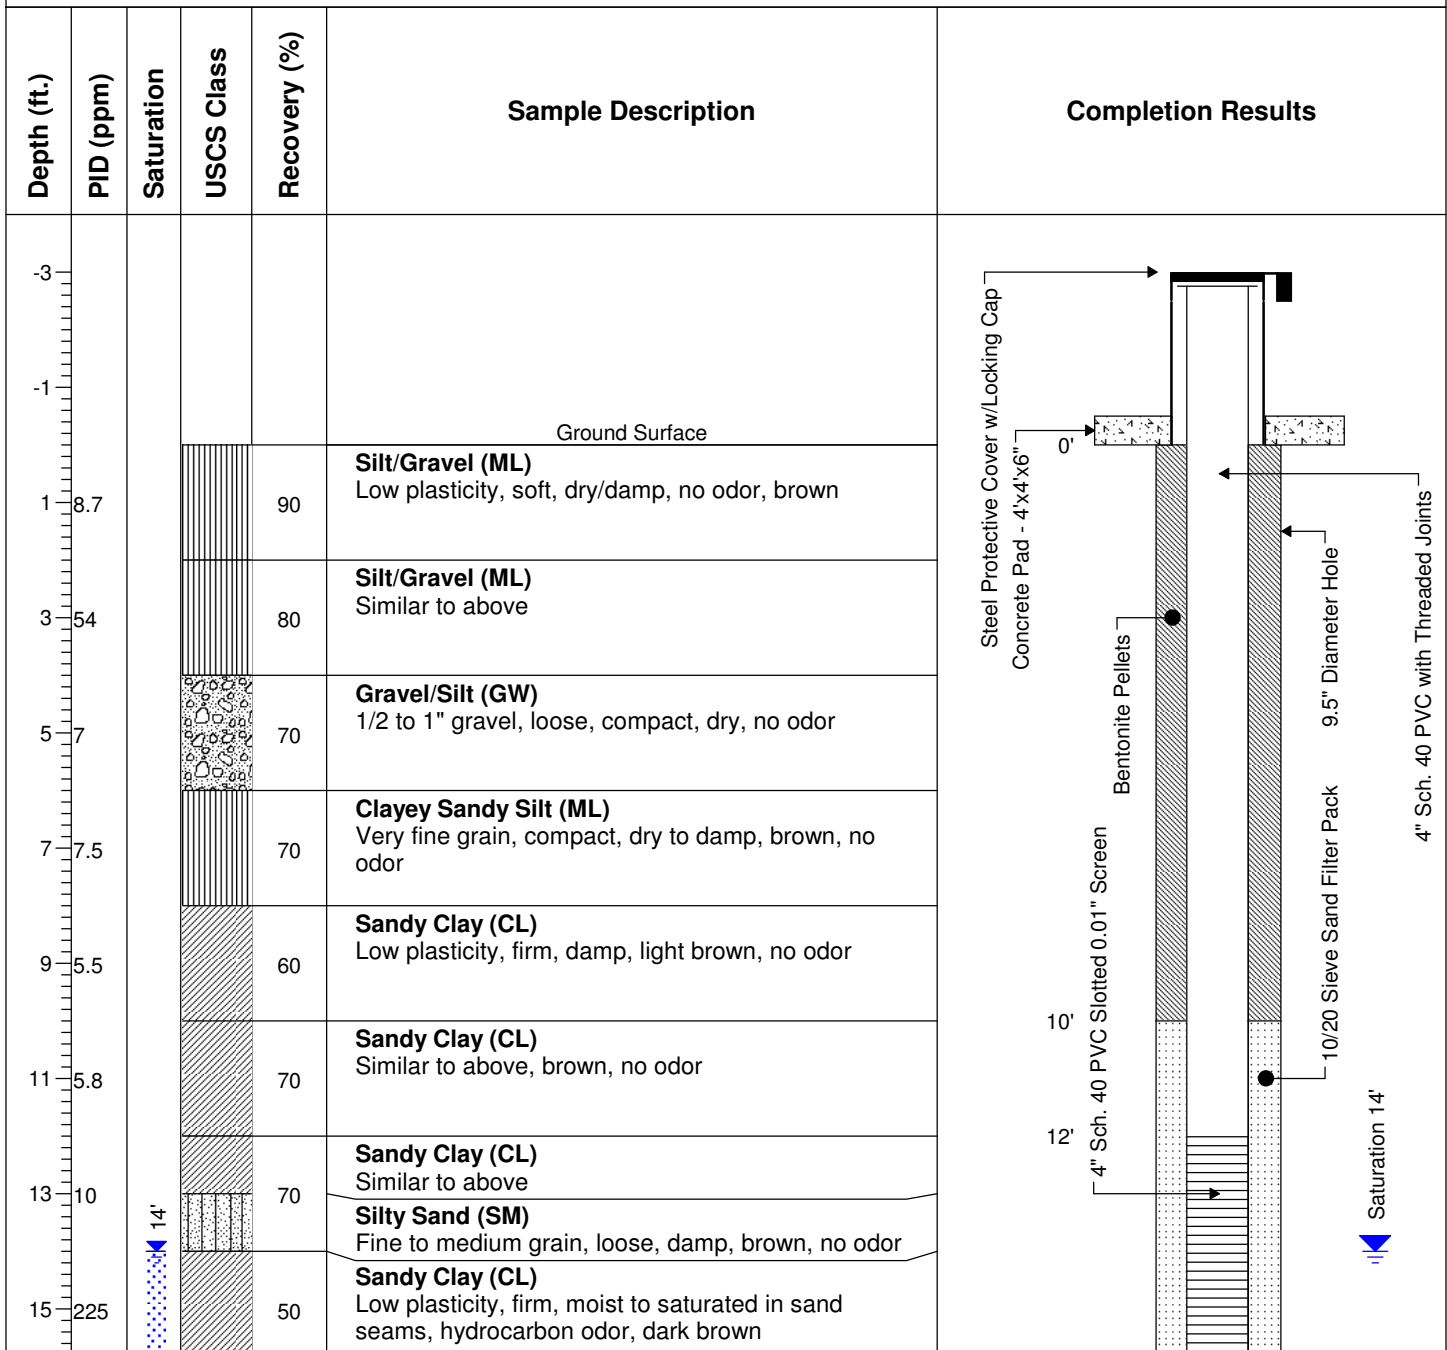 Depth (ft.)
PID (ppm)
Saturation
USCS Class
Recovery (%)
Sample Description
Completion Results
-3
-1
Ground Surface
0'
Silt/Gravel (ML)
Low plasticity, soft, dry/damp, no odor, brown
1
8.7
90
Silt/Gravel (ML)
Similar to above
3
54
80
Gravel/Silt (GW)
1/2 to 1" gravel, loose, compact, dry, no odor
5
7
70
Clayey Sandy Silt (ML)
Very fine grain, compact, dry to damp, brown, no
odor
7
7.5
70
Sandy Clay (CL)
Low plasticity, firm, damp, light brown, no odor
9
5.5
60
10'
Sandy Clay (CL)
Similar to above, brown, no odor
11
5.8
70
12'
Sandy Clay (CL)
Similar to above
13
10
70
Silty Sand (SM)
Fine to medium grain, loose, damp, brown, no odor
14'
Sandy Clay (CL)
Low plasticity, firm, moist to saturated in sand
seams, hydrocarbon odor, dark brown
15
225
50
Steel Protective Cover w/Locking Cap
Concrete Pad - 4'x4'x6"
Bentonite Pellets
4" Sch. 40 PVC Slotted 0.01" Screen
9.5" Diameter Hole
10/20 Sieve Sand Filter Pack
4" Sch. 40 PVC with Threaded Joints
Saturation 14'